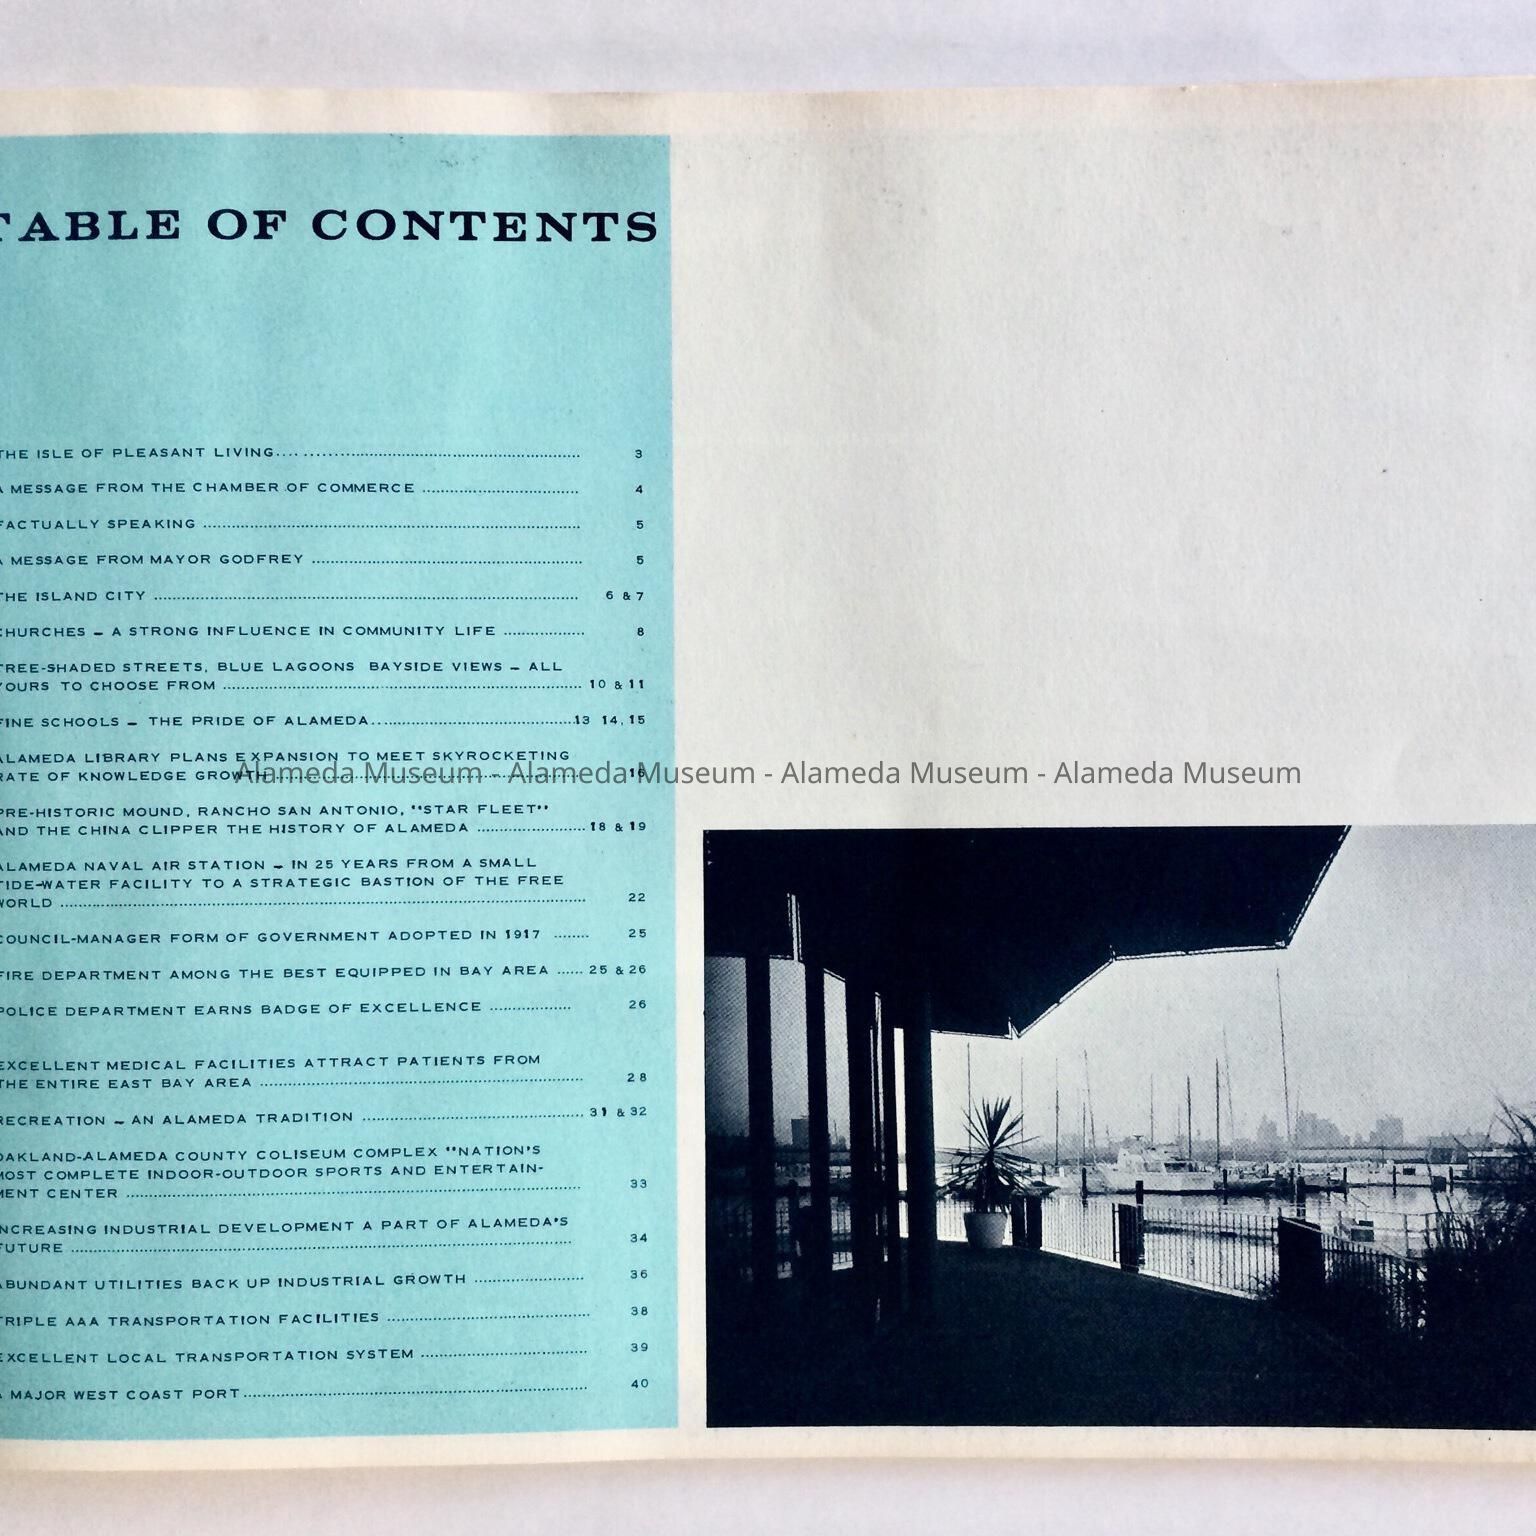 TABLE OF CONTENTS
THE ISLE OF PLEASANT LIVING.... 3
A MESSAGE FROM THE CHAMBER OF COMMERCE .... 4
FACTUALLY SPEAKING .... 5
A MESSAGE FROM MAYOR GODFREY .... 5
THE ISLAND CITY .... 6 & 7
CHURCHES – A STRONG INFLUENCE IN COMMUNITY LIFE .... 8
TREE-SHADED STREETS, BLUE LAGOONS BAYSIDE VIEWS – ALL
YOURS TO CHOOSE FROM .... 10 & 11
FINE SCHOOLS – THE PRIDE OF ALAMEDA.... 13 14, 15
ALAMEDA LIBRARY PLANS EXPANSION TO MEET SKYROCKETING
RATE OF KNOWLEDGE GROWTH .... 16
Alameda Museum - Alameda Museum - Alameda Museum - Alameda Museum
PRE-HISTORIC MOUND, RANCHO SAN ANTONIO, "STAR FLEET"
AND THE CHINA CLIPPER THE HISTORY OF ALAMEDA .... 18 & 19
ALAMEDA NAVAL AIR STATION – IN 25 YEARS FROM A SMALL
TIDE-WATER FACILITY TO A STRATEGIC BASTION OF THE FREE
WORLD .... 22
COUNCIL-MANAGER FORM OF GOVERNMENT ADOPTED IN 1917 .... 25
FIRE DEPARTMENT AMONG THE BEST EQUIPPED IN BAY AREA .... 25 & 26
POLICE DEPARTMENT EARNS BADGE OF EXCELLENCE .... 26
EXCELLENT MEDICAL FACILITIES ATTRACT PATIENTS FROM
THE ENTIRE EAST BAY AREA .... 28
RECREATION – AN ALAMEDA TRADITION .... 31 & 32
OAKLAND-ALAMEDA COUNTY COLISEUM COMPLEX "NATION'S
MOST COMPLETE INDOOR-OUTDOOR SPORTS AND ENTERTAIN-
MENT CENTER .... 33
INCREASING INDUSTRIAL DEVELOPMENT A PART OF ALAMEDA'S
FUTURE .... 34
ABUNDANT UTILITIES BACK UP INDUSTRIAL GROWTH .... 36
TRIPLE AAA TRANSPORTATION FACILITIES .... 38
EXCELLENT LOCAL TRANSPORTATION SYSTEM .... 39
A MAJOR WEST COAST PORT.... 40